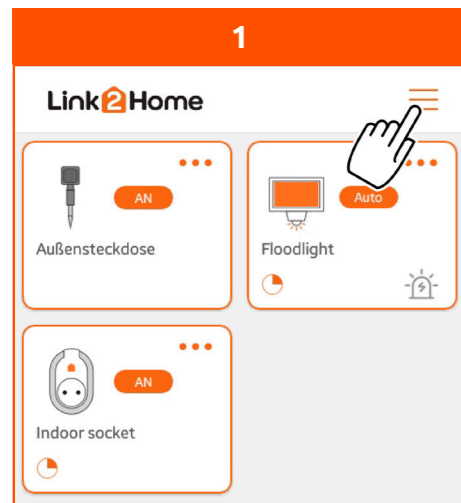 1
Link2Home
AN
Außensteckdose
Auto
Floodlight
AN
Indoor socket